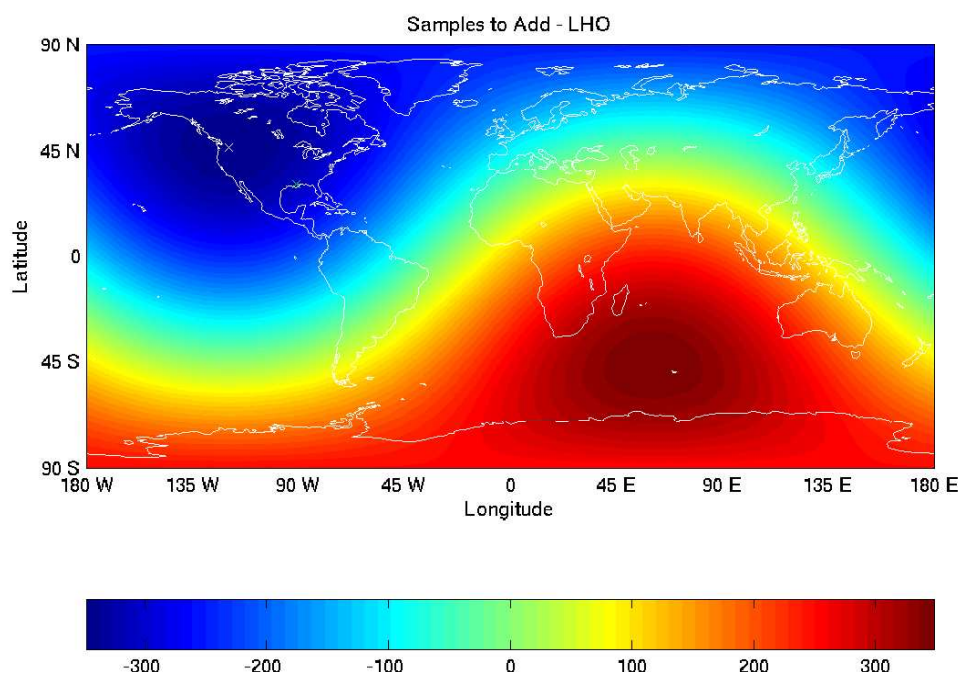 Samples to Add - LHO
90 N
45 N
0
45 S
90 S
Latitude
180 W 135 W 90 W 45 W 0 45 E 90 E 135 E 180 E
Longitude
-300 -200 -100 0 100 200 300